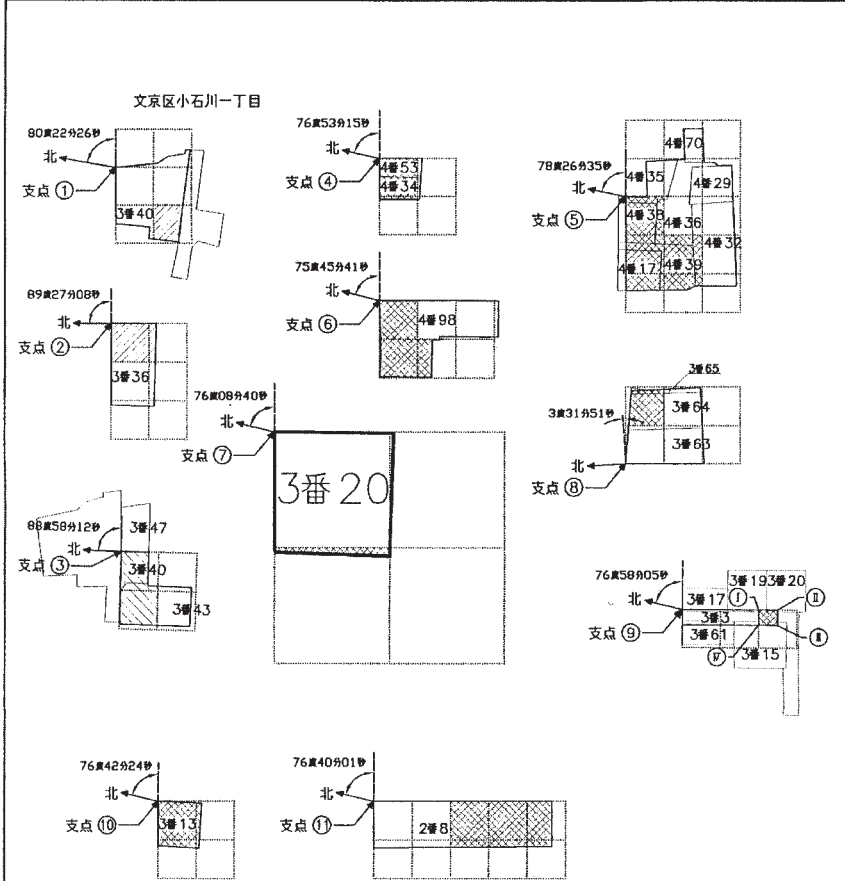 文京区小石川一丁目
80度22分26秒
北
支点 ①
3番40
76度53分15秒
北
支点 ④
4番53
4番34
78度26分35秒
北
支点 ⑤
4番70
4番35
4番29
4番38
4番36
4番32
4番17
4番39
89度27分08秒
北
支点 ②
3番36
75度45分41秒
北
支点 ⑥
4番98
76度08分40秒
北
支点 ⑦
3番20
3度31分51秒
北
支点 ⑧
3番65
3番64
3番63
88度58分12秒
北
支点 ③
3番47
3番40
3番43
76度58分05秒
北
支点 ⑨
3番19 3番20
3番17
Ⅰ
Ⅱ
3番3
3番61
Ⅳ
Ⅲ
3番15
76度42分24秒
北
支点 ⑩
3番13
76度40分01秒
北
支点 ⑪
2番8